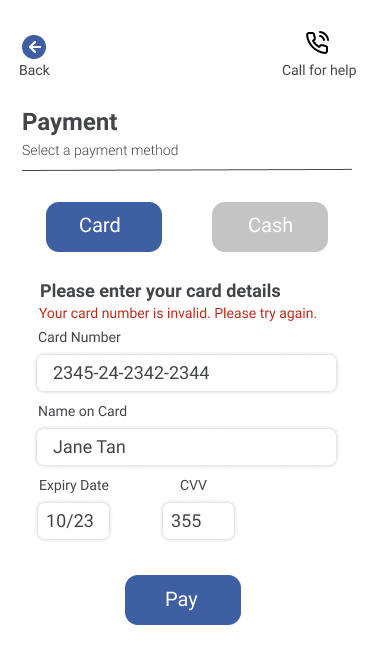 Back
Call for help
Payment
Select a payment method
Card
Cash
Please enter your card details
Your card number is invalid. Please try again.
Card Number
2345-24-2342-2344
Name on Card
Jane Tan
Expiry Date
CVV
10/23
355
Pay